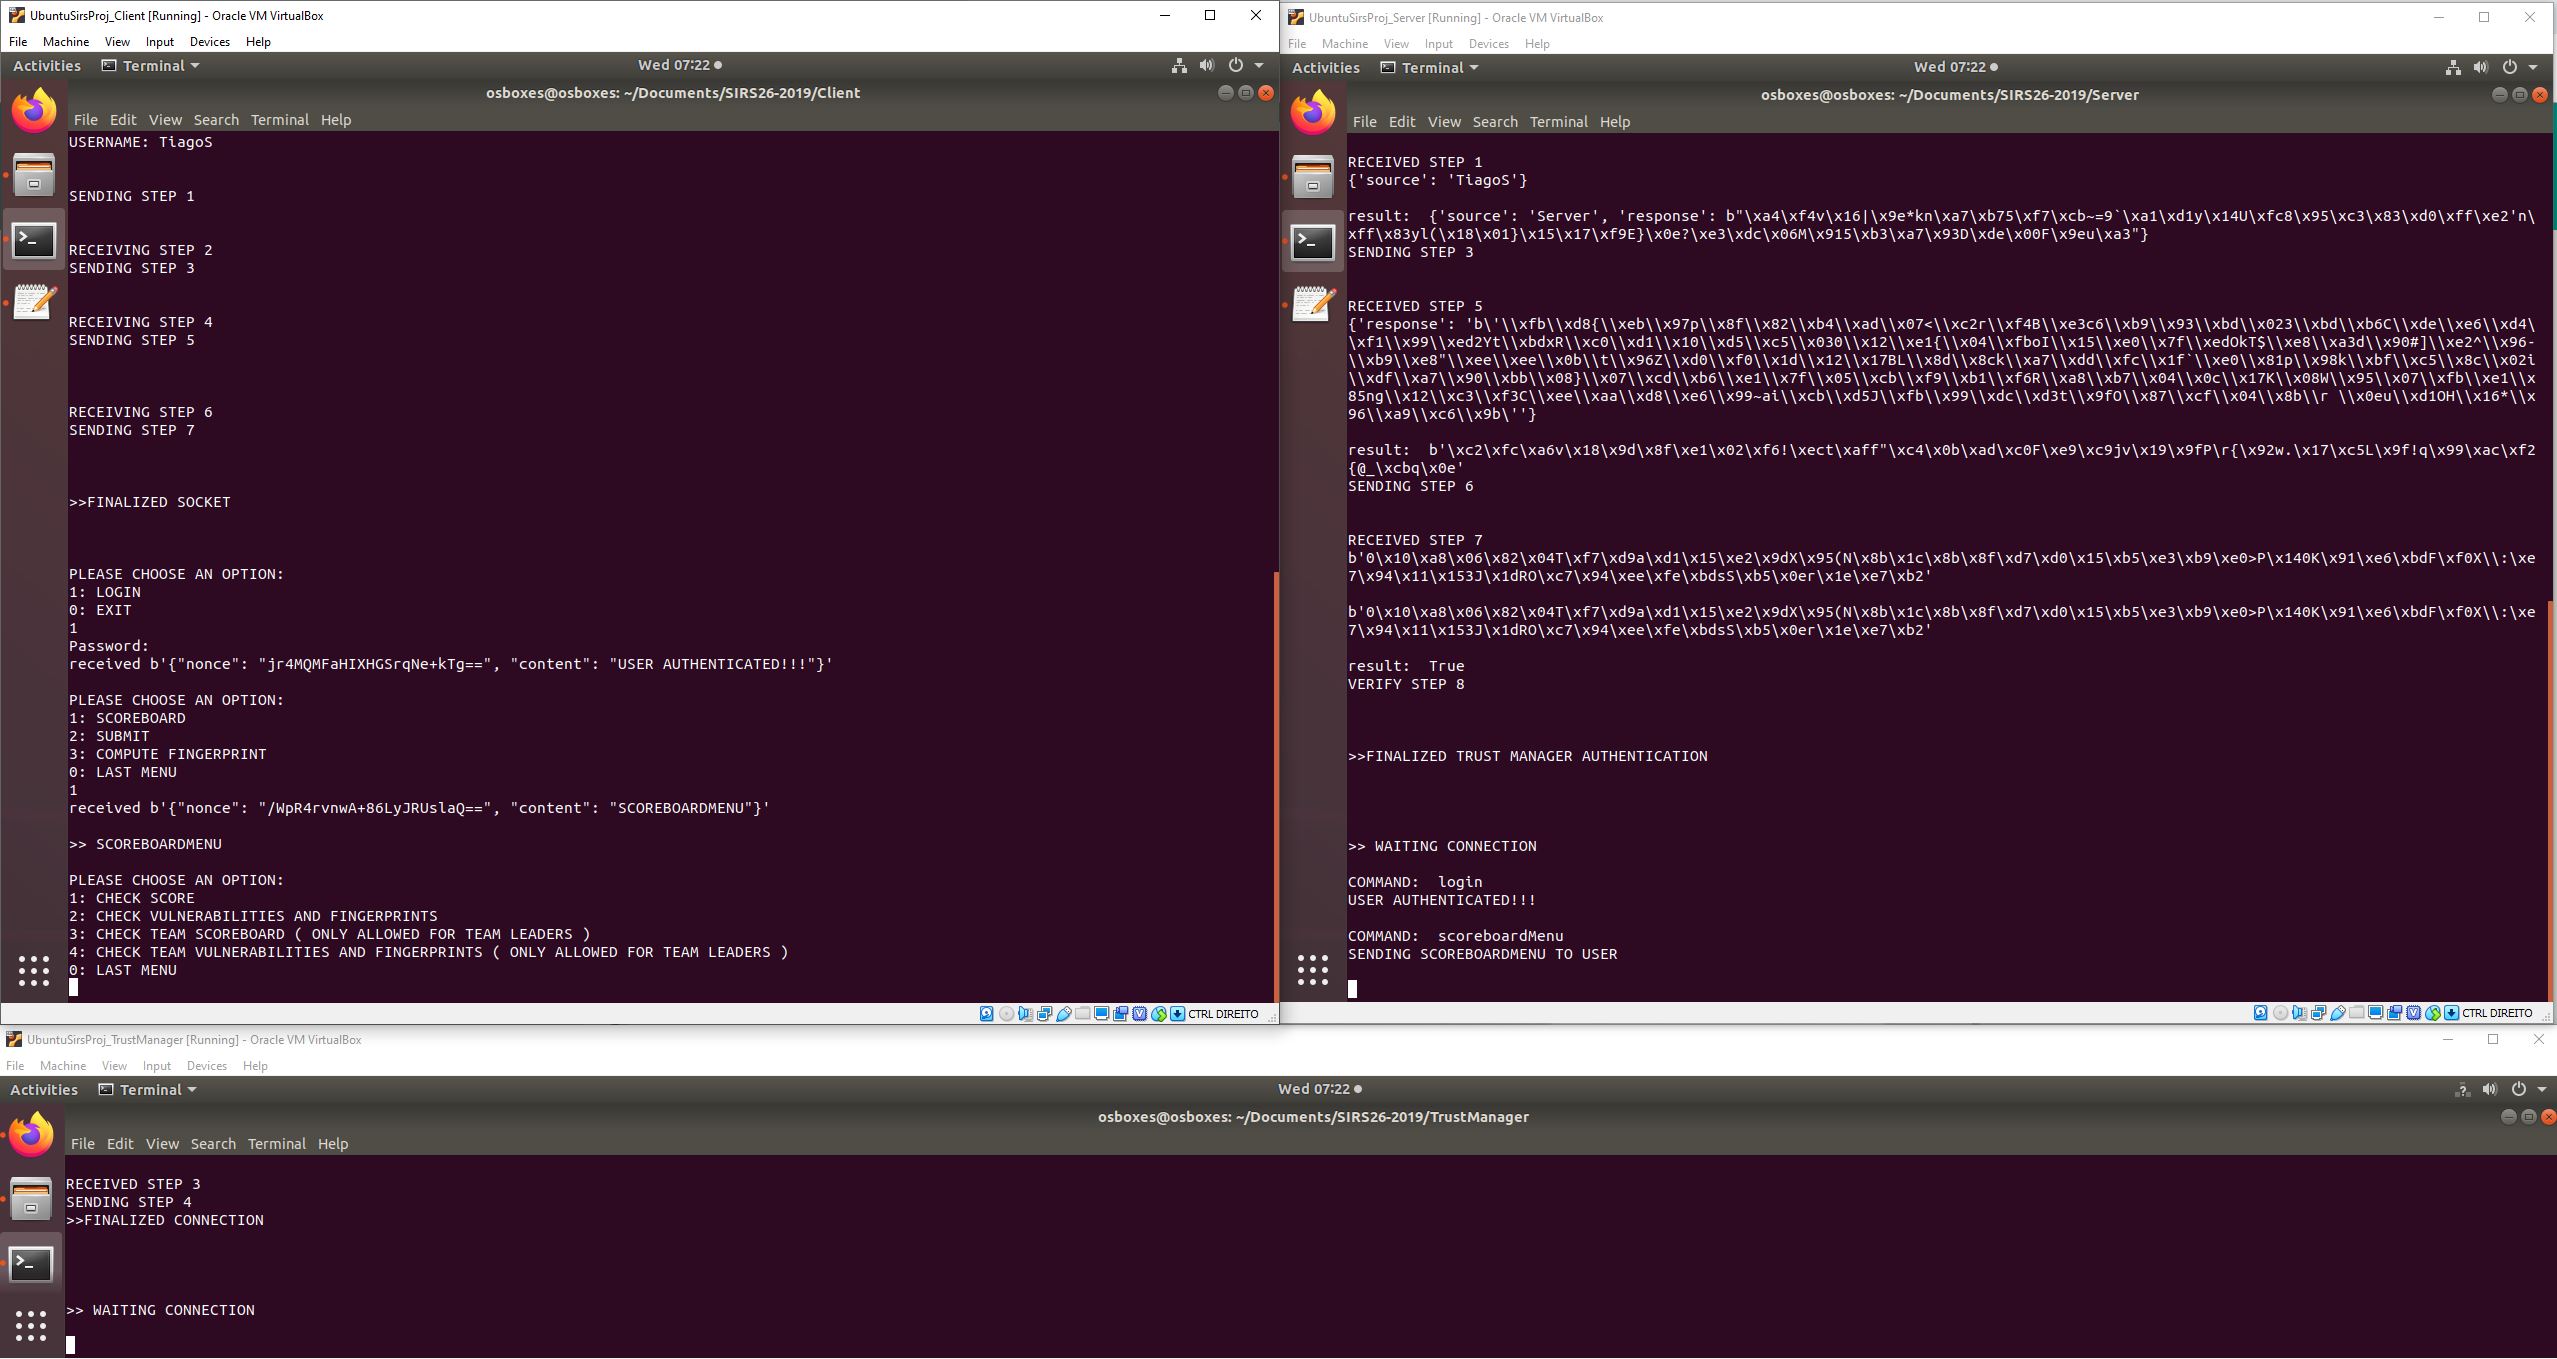 UbuntuSirsProj_Client [Running] - Oracle VM VirtualBox
File Machine View Input Devices Help
Activities Terminal Wed 07:22
osboxes@osboxes: ~/Documents/SIRS26-2019/Client
File Edit View Search Terminal Help
USERNAME: TiagoS
SENDING STEP 1
RECEIVING STEP 2
SENDING STEP 3
RECEIVING STEP 4
SENDING STEP 5
RECEIVING STEP 6
SENDING STEP 7
>>FINALIZED SOCKET
PLEASE CHOOSE AN OPTION:
1: LOGIN
0: EXIT
1
Password:
received b'{"nonce": "jr4MQMFaHIXHGSrqNe+kTg==", "content": "USER AUTHENTICATED!!!"}'
PLEASE CHOOSE AN OPTION:
1: SCOREBOARD
2: SUBMIT
3: COMPUTE FINGERPRINT
0: LAST MENU
1
received b'{"nonce": "/WpR4rvnwA+86LyJRUslaQ==", "content": "SCOREBOARDMENU"}'
>> SCOREBOARDMENU
PLEASE CHOOSE AN OPTION:
1: CHECK SCORE
2: CHECK VULNERABILITIES AND FINGERPRINTS
3: CHECK TEAM SCOREBOARD ( ONLY ALLOWED FOR TEAM LEADERS )
4: CHECK TEAM VULNERABILITIES AND FINGERPRINTS ( ONLY ALLOWED FOR TEAM LEADERS )
0: LAST MENU
CTRL DIREITO
UbuntuSirsProj_Server [Running] - Oracle VM VirtualBox
File Machine View Input Devices Help
Activities Terminal Wed 07:22
osboxes@osboxes: ~/Documents/SIRS26-2019/Server
File Edit View Search Terminal Help
RECEIVED STEP 1
{'source': 'TiagoS'}
result:  {'source': 'Server', 'response': b"\xa4\xf4v\x16|\x9e*kn\xa7\xb75\xf7\xcb~=9`\xa1\xd1y\x14U\xfc8\x95\xc3\x83\xd0\xff\xe2'n\
\xff\x83yl(\x18\x01}\x15\x17\xf9E}\x0e?\xe3\xdc\x06M\x915\xb3\xa7\x93D\xde\x00F\x9eu\xa3"}
SENDING STEP 3
RECEIVED STEP 5
{'response': 'b\'\\xfb\\xd8{\\xeb\\x97p\\x8f\\x82\\xb4\\xad\\x07<\\xc2r\\xf4B\\xe3c6\\xb9\\x93\\xbd\\x023\\xbd\\xb6C\\xde\\xe6\\xd4\
\xf1\\x99\\xed2Yt\\xbdxR\\xc0\\xd1\\x10\\xd5\\xc5\\x030\\x12\\xe1{\\x04\\xfboI\\x15\\xe0\\x7f\\xedOkT$\\xe8\\xa3d\\x90#]\\xe2^\\x96-
\\xb9\\xe8"\\xee\\xee\\x0b\\t\\x96Z\\xd0\\xf0\\x1d\\x12\\x17BL\\x8d\\x8ck\\xa7\\xdd\\xfc\\x1f`\\xe0\\x81p\\x98k\\xbf\\xc5\\x8c\\x02i
\\xdf\\xa7\\x90\\xbb\\x08}\\x07\\xcd\\xb6\\xe1\\x7f\\x05\\xcb\\xf9\\xb1\\xf6R\\xa8\\xb7\\x04\\x0c\\x17K\\x08W\\x95\\x07\\xfb\\xe1\\x
85ng\\x12\\xc3\\xf3C\\xee\\xaa\\xd8\\xe6\\x99~ai\\xcb\\xd5J\\xfb\\x99\\xdc\\xd3t\\x9fO\\x87\\xcf\\x04\\x8b\\r \\x0eu\\xd1OH\\x16*\\x
96\\xa9\\xc6\\x9b\''}
result:  b'\xc2\xfc\xa6v\x18\x9d\x8f\xe1\x02\xf6!\xect\xaff"\xc4\x0b\xad\xc0F\xe9\xc9jv\x19\x9fP\r{\x92w.\x17\xc5L\x9f!q\x99\xac\xf2
{@_\xcbq\x0e'
SENDING STEP 6
RECEIVED STEP 7
b'0\x10\xa8\x06\x82\x04T\xf7\xd9a\xd1\x15\xe2\x9dX\x95(N\x8b\x1c\x8b\x8f\xd7\xd0\x15\xb5\xe3\xb9\xe0>P\x140K\x91\xe6\xbdF\xf0X\\:\xe
7\x94\x11\x153J\x1dRO\xc7\x94\xee\xfe\xbdsS\xb5\x0er\x1e\xe7\xb2'
b'0\x10\xa8\x06\x82\x04T\xf7\xd9a\xd1\x15\xe2\x9dX\x95(N\x8b\x1c\x8b\x8f\xd7\xd0\x15\xb5\xe3\xb9\xe0>P\x140K\x91\xe6\xbdF\xf0X\\:\xe
7\x94\x11\x153J\x1dRO\xc7\x94\xee\xfe\xbdsS\xb5\x0er\x1e\xe7\xb2'
result:  True
VERIFY STEP 8
>>FINALIZED TRUST MANAGER AUTHENTICATION
>> WAITING CONNECTION
COMMAND:  login
USER AUTHENTICATED!!!
COMMAND:  scoreboardMenu
SENDING SCOREBOARDMENU TO USER
CTRL DIREITO
UbuntuSirsProj_TrustManager [Running] - Oracle VM VirtualBox
File Machine View Input Devices Help
Activities Terminal Wed 07:22
osboxes@osboxes: ~/Documents/SIRS26-2019/TrustManager
File Edit View Search Terminal Help
RECEIVED STEP 3
SENDING STEP 4
>>FINALIZED CONNECTION
>> WAITING CONNECTION